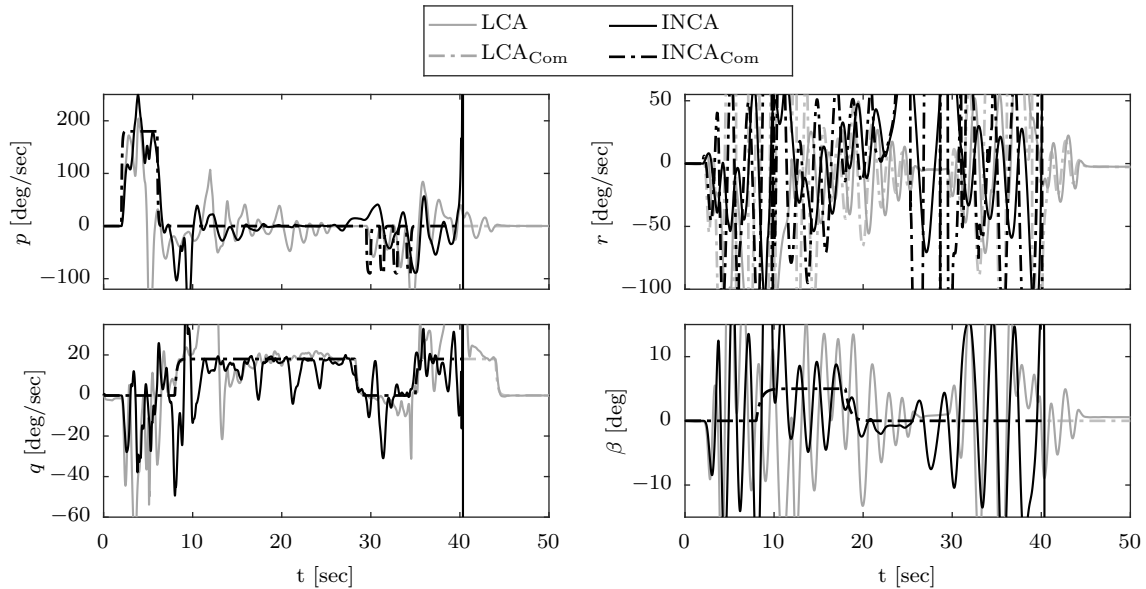 LCA INCA
LCA_Com INCA_Com
200
100
0
−100
p [deg/sec]
50
0
−50
−100
r [deg/sec]
20
0
−20
−40
−60
q [deg/sec]
0 10 20 30 40 50
t [sec]
10
0
−10
β [deg]
0 10 20 30 40 50
t [sec]